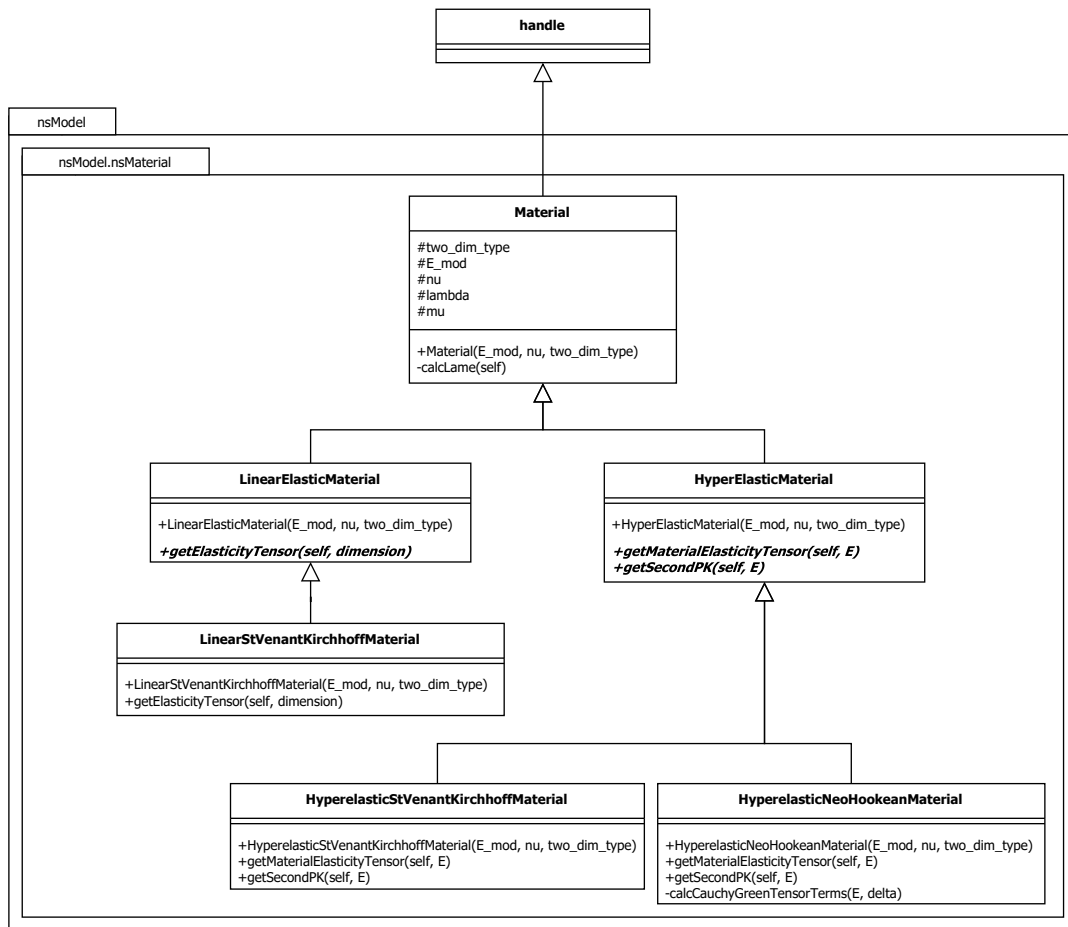 handle
nsModel
nsModel.nsMaterial
Material
#two_dim_type
#E_mod
#nu
#lambda
#mu
+Material(E_mod, nu, two_dim_type)
-calcLame(self)
LinearElasticMaterial
+LinearElasticMaterial(E_mod, nu, two_dim_type)
+getElasticityTensor(self, dimension)
HyperElasticMaterial
+HyperElasticMaterial(E_mod, nu, two_dim_type)
+getMaterialElasticityTensor(self, E)
+getSecondPK(self, E)
LinearStVenantKirchhoffMaterial
+LinearStVenantKirchhoffMaterial(E_mod, nu, two_dim_type)
+getElasticityTensor(self, dimension)
HyperelasticStVenantKirchhoffMaterial
+HyperelasticStVenantKirchhoffMaterial(E_mod, nu, two_dim_type)
+getMaterialElasticityTensor(self, E)
+getSecondPK(self, E)
HyperelasticNeoHookeanMaterial
+HyperelasticNeoHookeanMaterial(E_mod, nu, two_dim_type)
+getMaterialElasticityTensor(self, E)
+getSecondPK(self, E)
-calcCauchyGreenTensorTerms(E, delta)